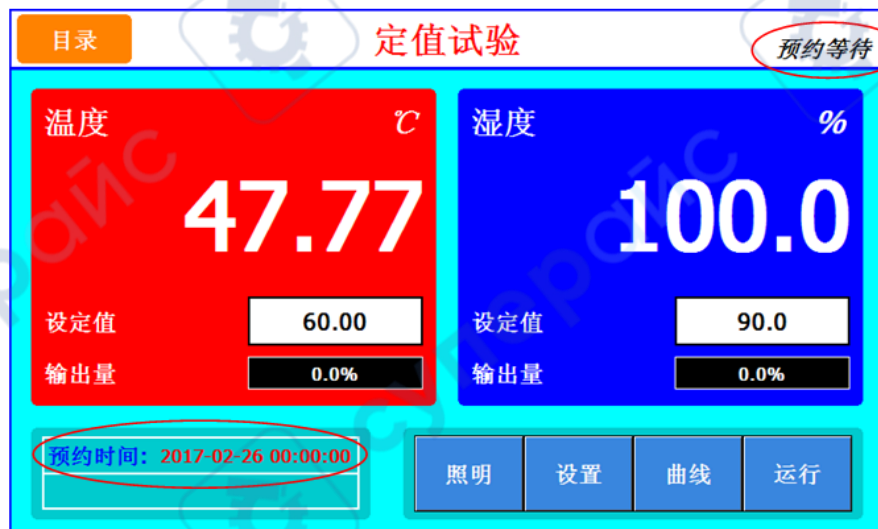 目录
定值试验
预约等待
温度 ℃
47.77
设定值 60.00
输出量 0.0%
湿度 %
100.0
设定值 90.0
输出量 0.0%
预约时间：2017-02-26 00:00:00
照明 设置 曲线 运行
суперайс